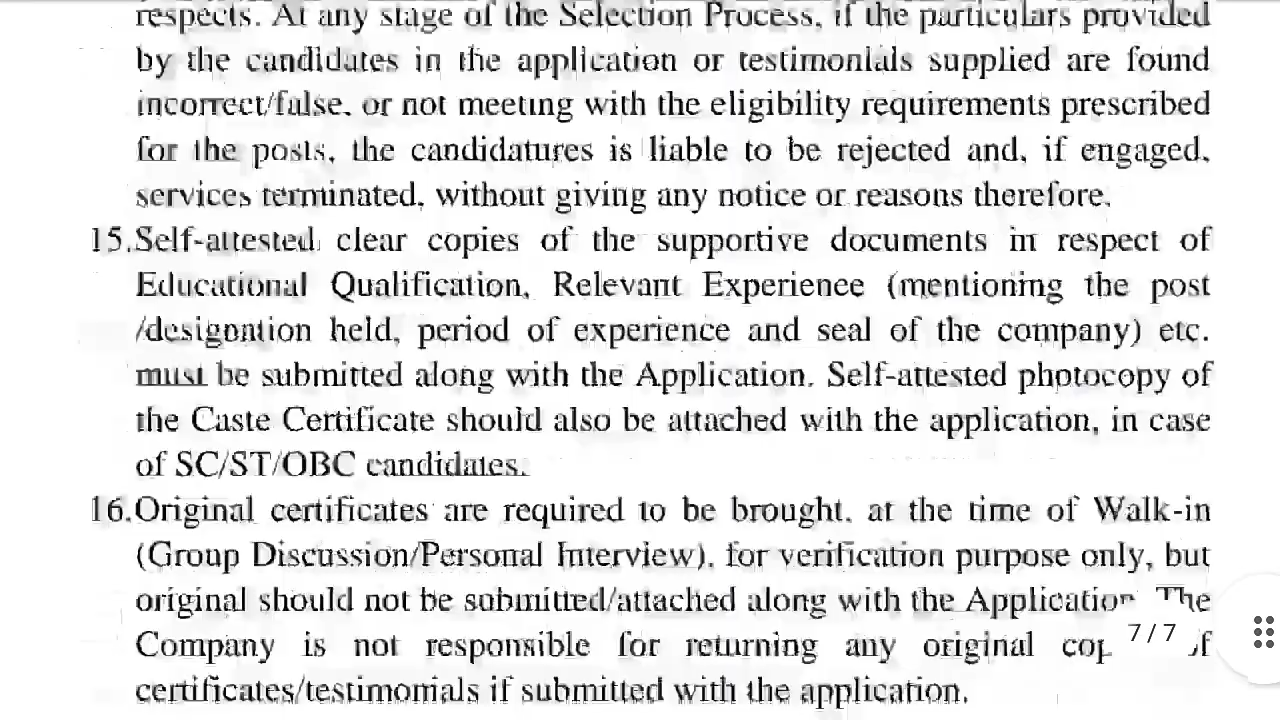 respects. At any stage of the Selection Process, if the particulars provided
by the candidates in the application or testimonials supplied are found
incorrect/false, or not meeting with the eligibility requirements prescribed
for the posts, the candidatures is liable to be rejected and, if engaged,
services terminated, without giving any notice or reasons therefore.
15.Self-attested clear copies of the supportive documents in respect of
Educational Qualification, Relevant Experience (mentioning the post
/designation held, period of experience and seal of the company) etc.
must be submitted along with the Application. Self-attested photocopy of
the Caste Certificate should also be attached with the application, in case
of SC/ST/OBC candidates.
16.Original certificates are required to be brought, at the time of Walk-in
(Group Discussion/Personal Interview), for verification purpose only, but
original should not be submitted/attached along with the Application. The
Company is not responsible for returning any original
certificates/testimonials if submitted with the application.
7/7